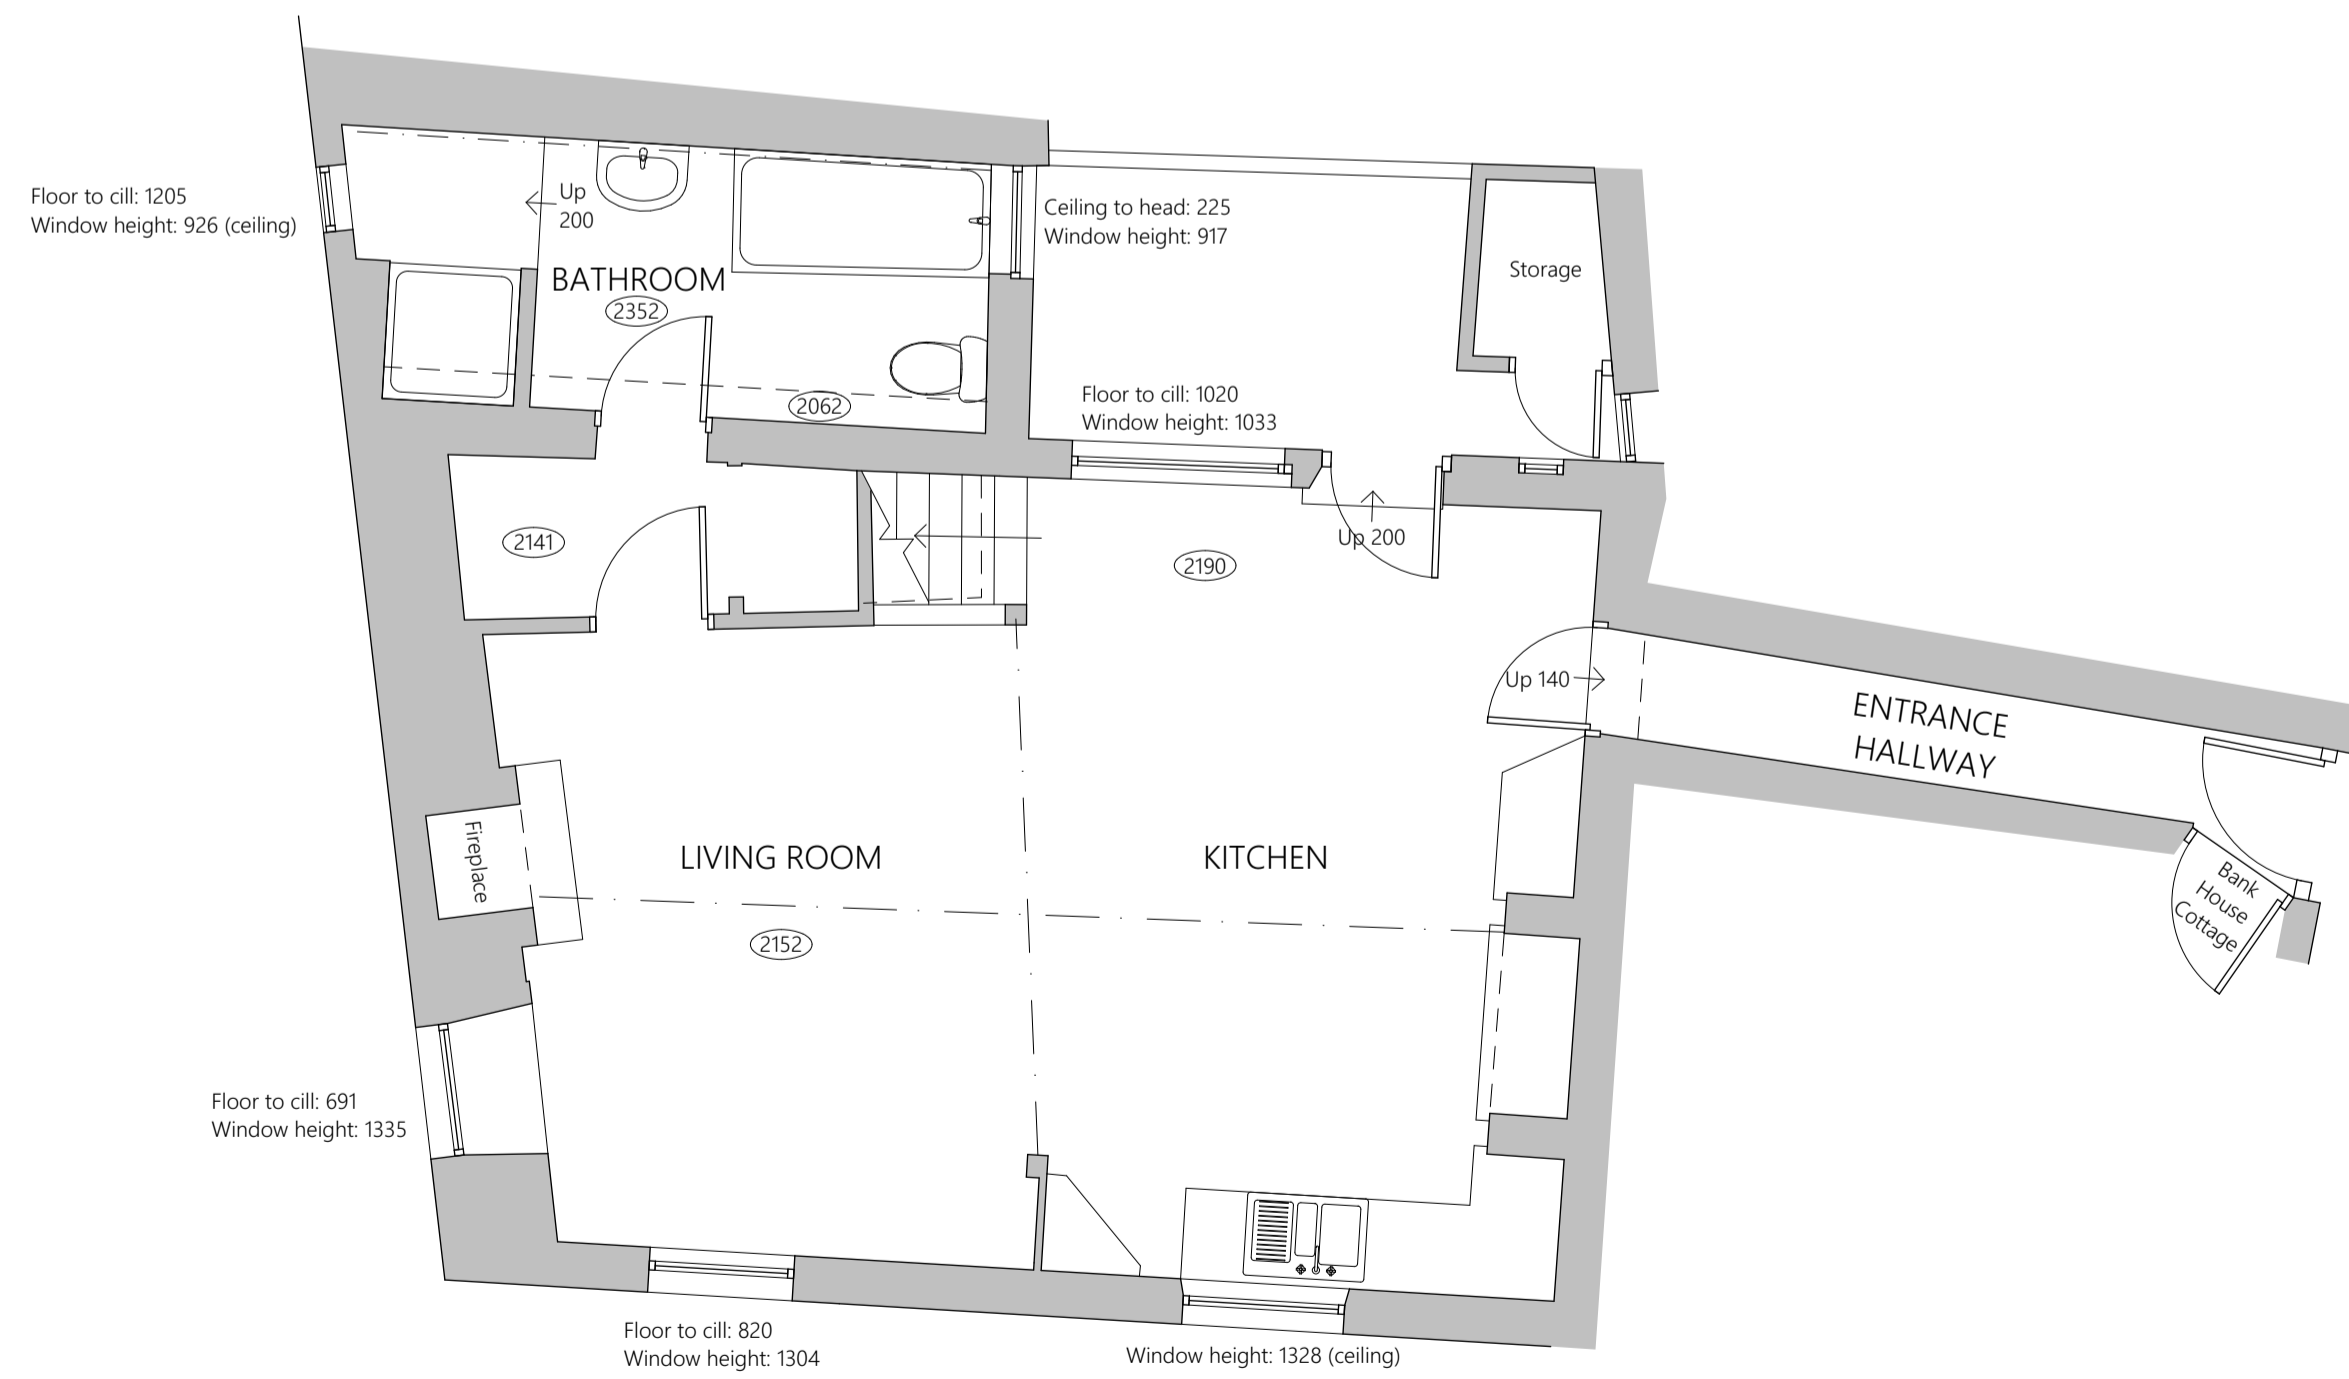 Floor to cill: 1205
Window height: 926 (ceiling)
Up
200
BATHROOM
2352
2062
Ceiling to head: 225
Window height: 917
Storage
Floor to cill: 1020
Window height: 1033
2141
2190
Up 200
Up 140
ENTRANCE
HALLWAY
Fireplace
LIVING ROOM
KITCHEN
2152
Bank
House
Cottage
Floor to cill: 691
Window height: 1335
Floor to cill: 820
Window height: 1304
Window height: 1328 (ceiling)